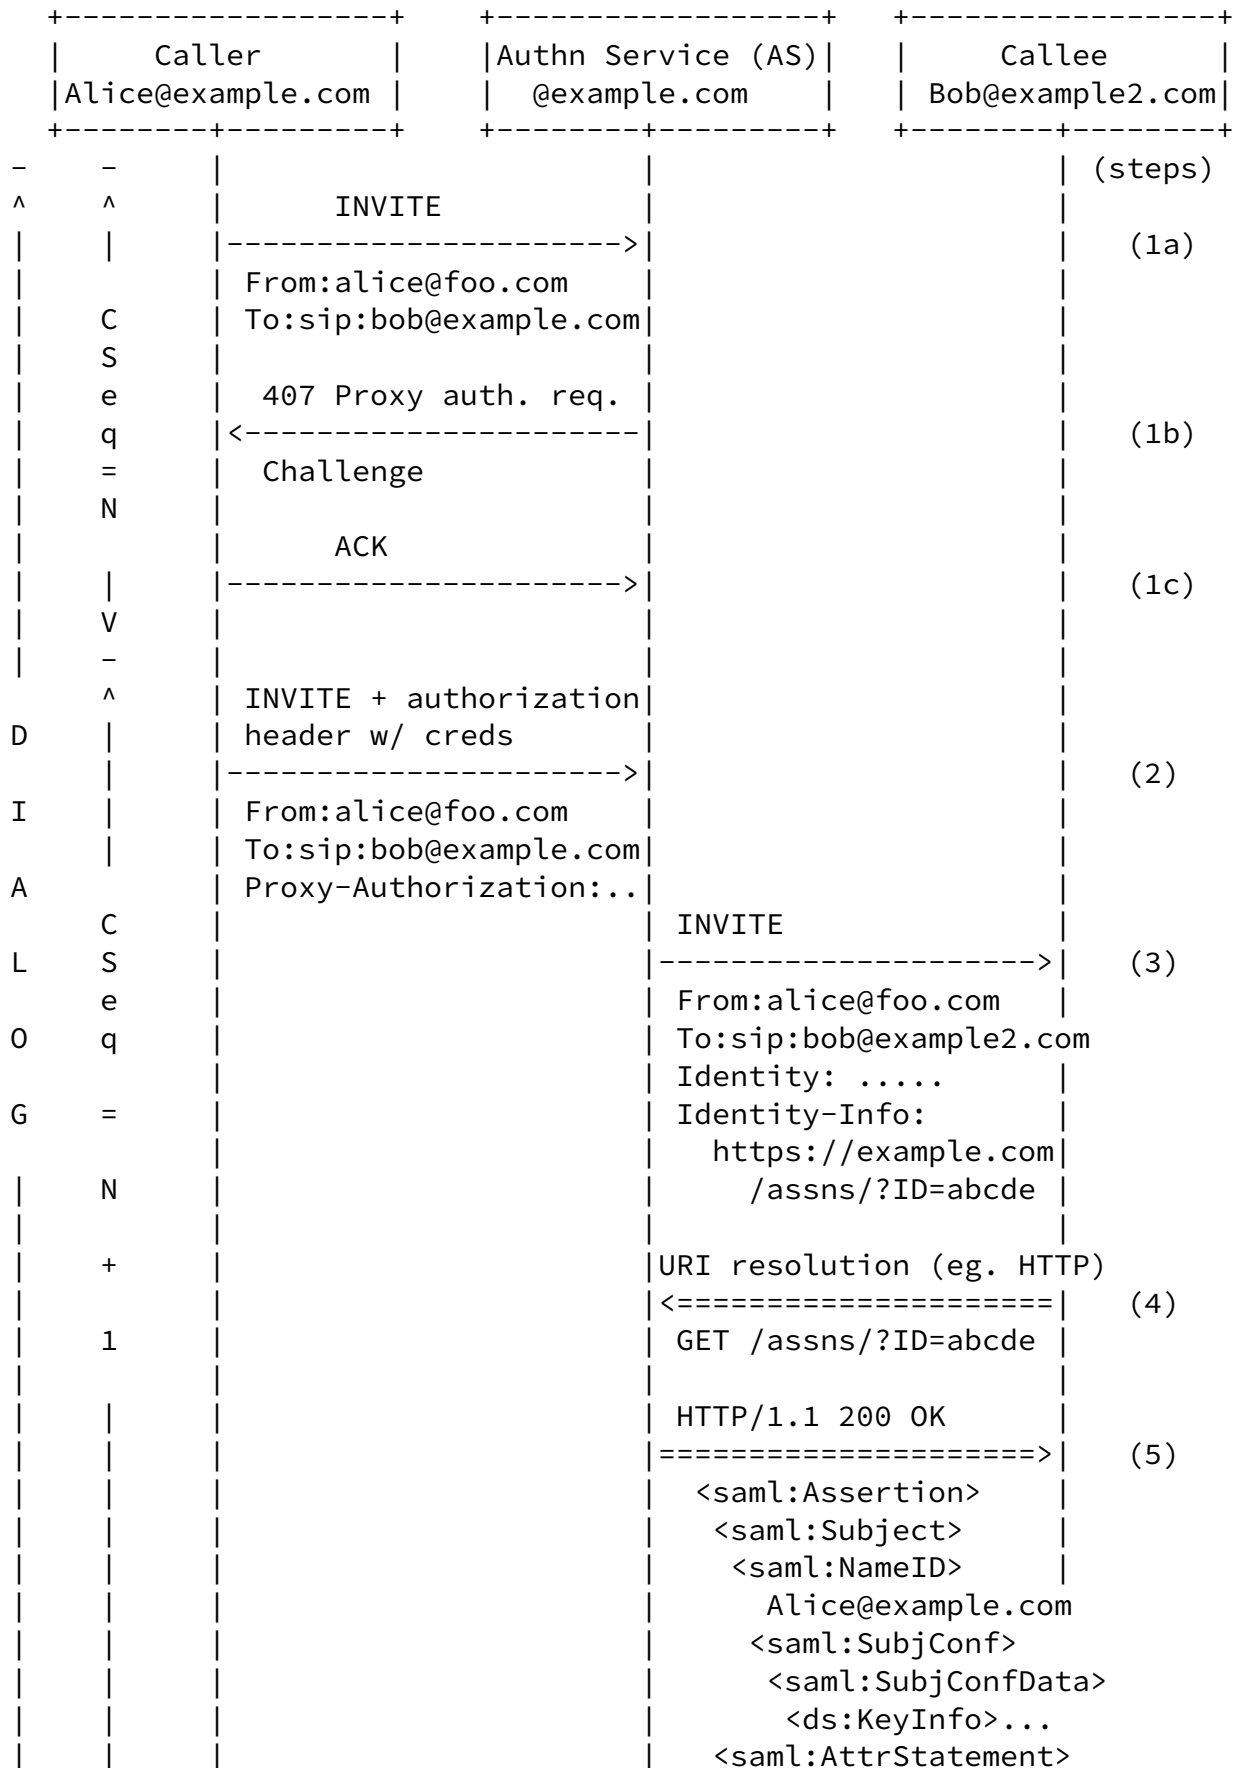 +------------------+    +------------------+   +-----------------+
|     Caller       |    |Authn Service (AS)|   |     Callee      |
|Alice@example.com |    |  @example.com    |   | Bob@example2.com|
+--------+---------+    +--------+---------+   +--------+--------+
-    -     |                       |                      | (steps)
^    ^     |      INVITE           |                      |
|    |     |---------------------->|                      |   (1a)
|          | From:alice@foo.com    |                      |
|    C     | To:sip:bob@example.com|                      |
|    S     |                       |                      |
|    e     |  407 Proxy auth. req. |                      |
|    q     |<----------------------|                      |   (1b)
|    =     |  Challenge            |                      |
|    N     |                       |                      |
|          |      ACK              |                      |
|    |     |---------------------->|                      |   (1c)
|    V     |                       |                      |
|    -     |                       |                      |
     ^     | INVITE + authorization|                      |
D    |     | header w/ creds       |                      |
     |     |---------------------->|                      |   (2)
I    |     | From:alice@foo.com    |                      |
     |     | To:sip:bob@example.com|                      |
A          | Proxy-Authorization:..|                      |
     C     |                       | INVITE               |
L    S     |                       |--------------------->|   (3)
     e     |                       | From:alice@foo.com   |
O    q     |                       | To:sip:bob@example2.com
           |                       | Identity: .....      |
G    =     |                       | Identity-Info:       |
           |                       |   https://example.com|
|    N     |                       |     /assns/?ID=abcde |
|          |                       |                      |
|    +     |                       |URI resolution (eg. HTTP)
|          |                       |<=====================|   (4)
|    1     |                       | GET /assns/?ID=abcde |
|          |                       |                      |
|    |     |                       | HTTP/1.1 200 OK      |
|    |     |                       |=====================>|   (5)
|    |     |                       |  <saml:Assertion>    |
|    |     |                       |   <saml:Subject>     |
|    |     |                       |    <saml:NameID>     |
|    |     |                       |      Alice@example.com
|    |     |                       |     <saml:SubjConf>
|    |     |                       |      <saml:SubjConfData>
|    |     |                       |       <ds:KeyInfo>...
|    |     |                       |   <saml:AttrStatement>